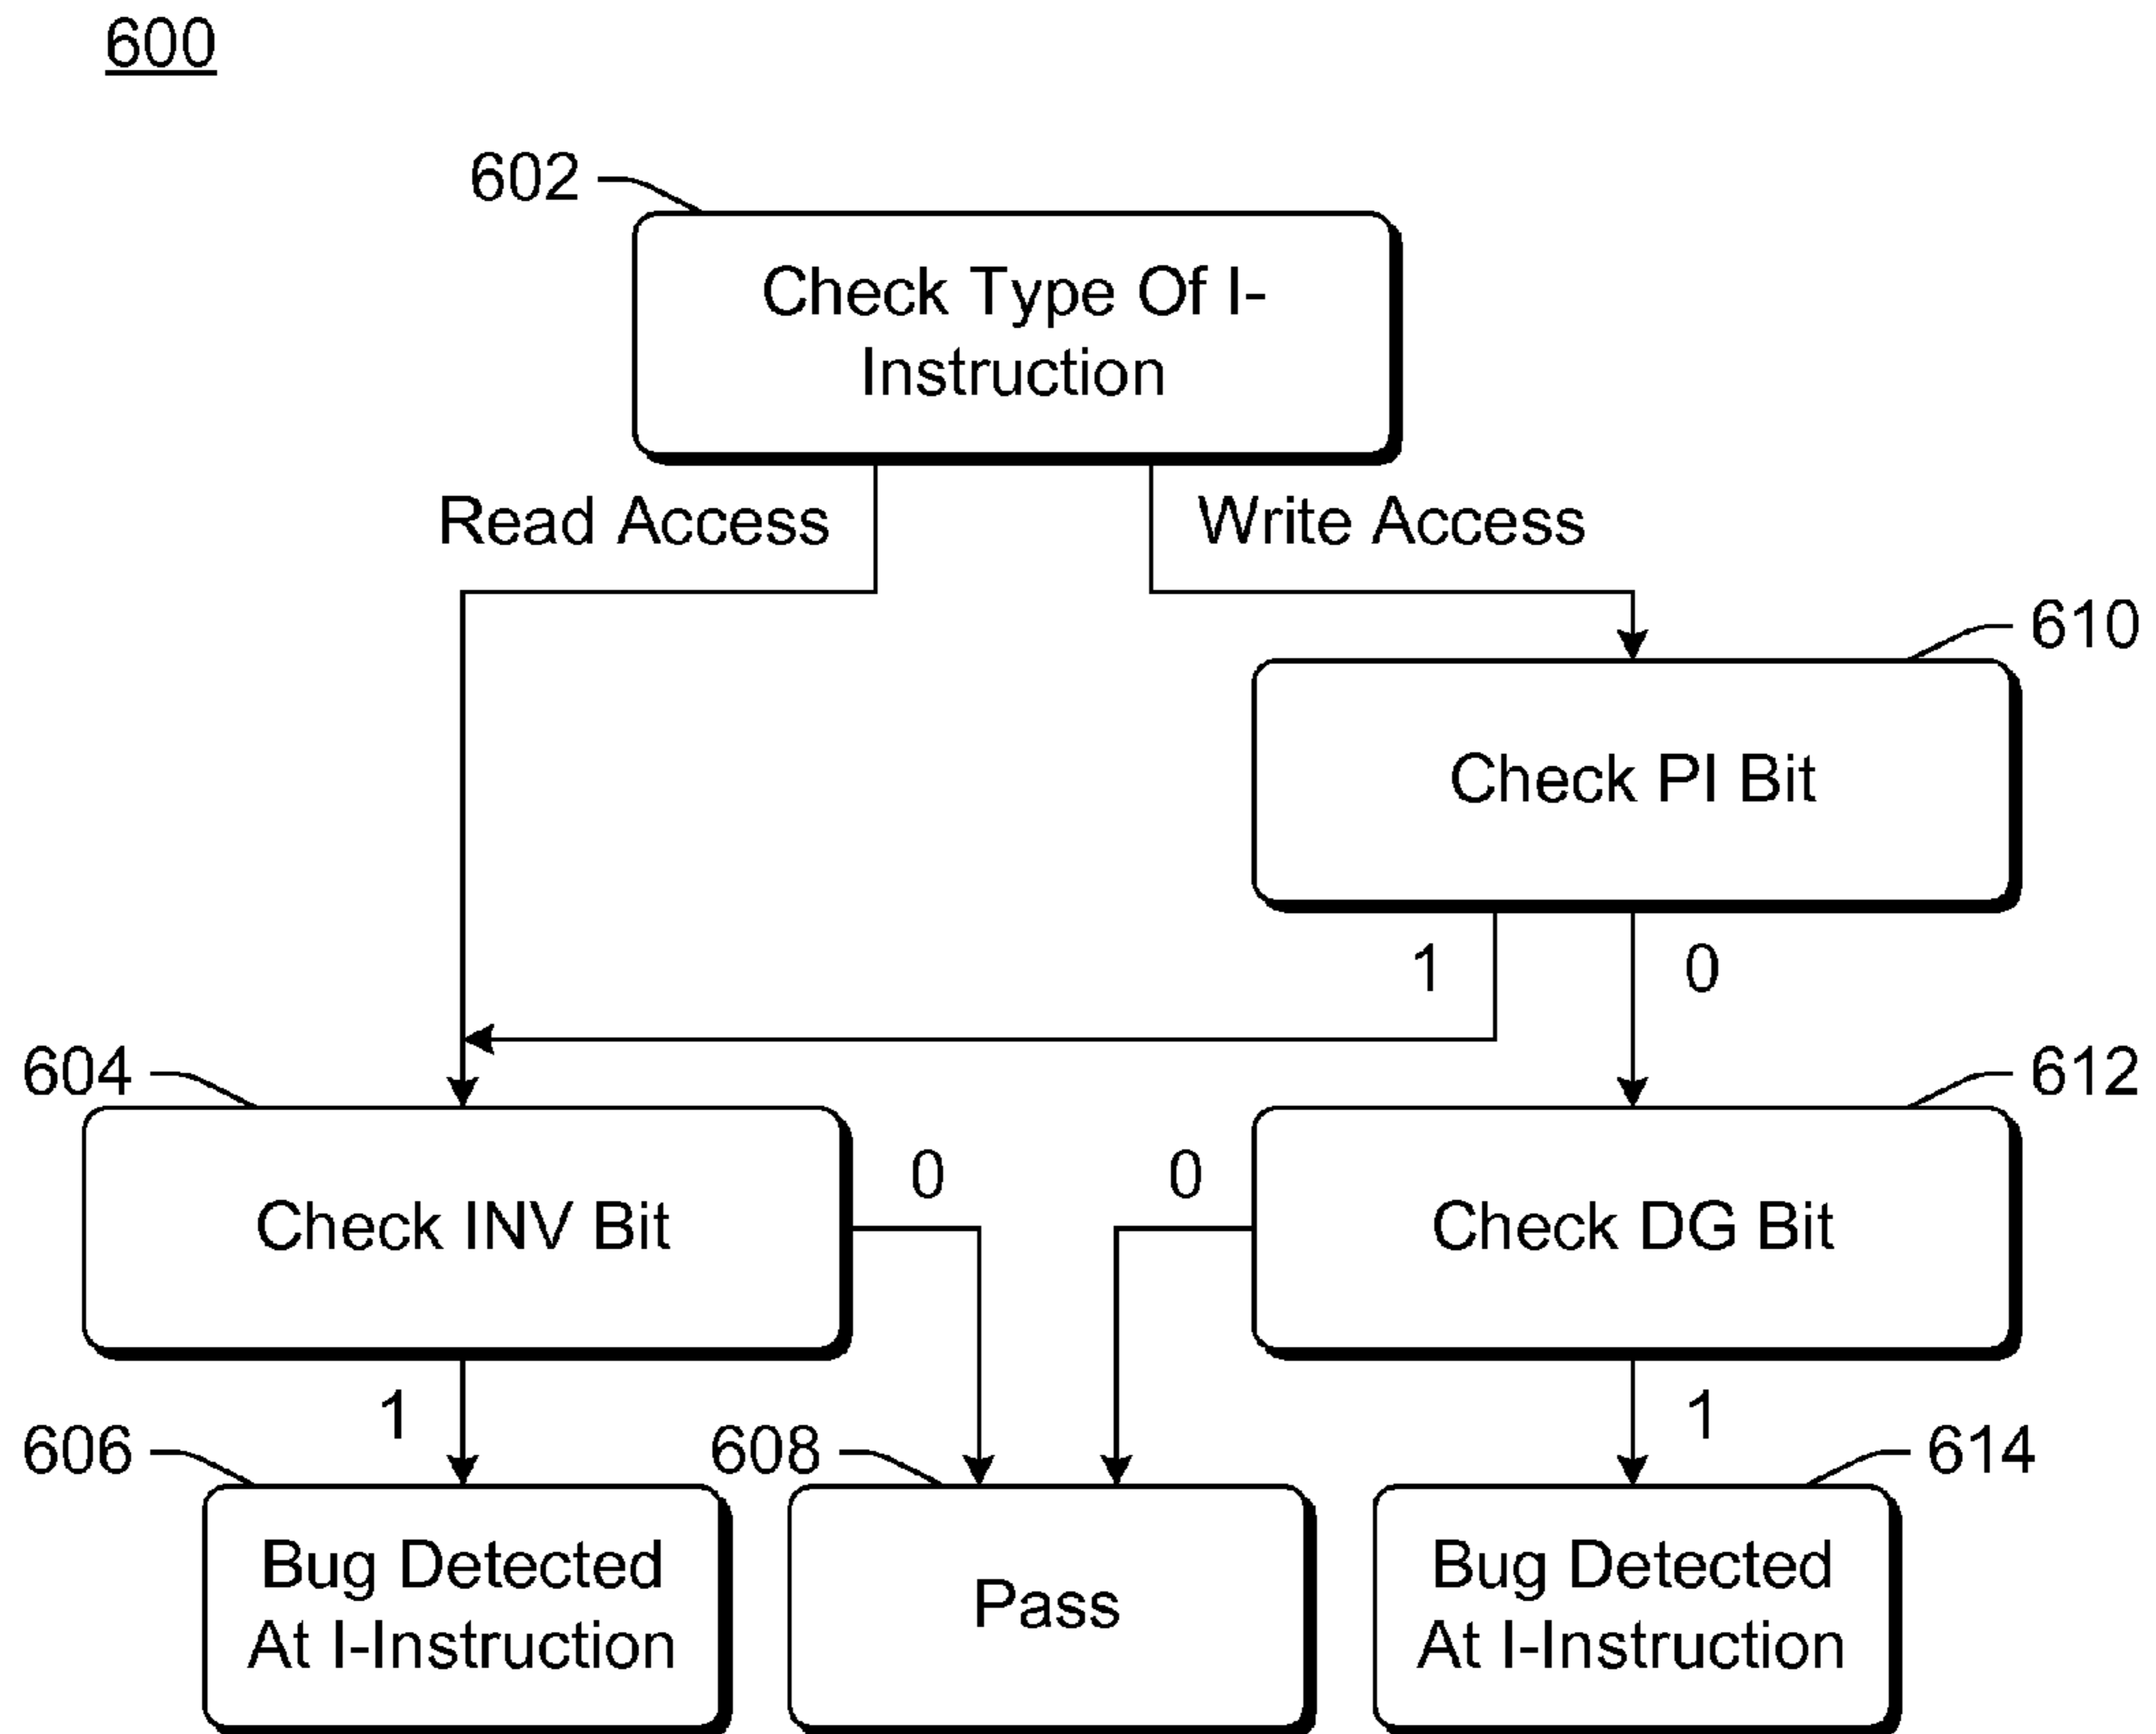 600
602
Check Type Of I-
Instruction
Read Access
Write Access
610
Check PI Bit
1
0
604
612
Check INV Bit
0
0
Check DG Bit
1
1
606
608
614
Bug Detected
At I-Instruction
Pass
Bug Detected
At I-Instruction